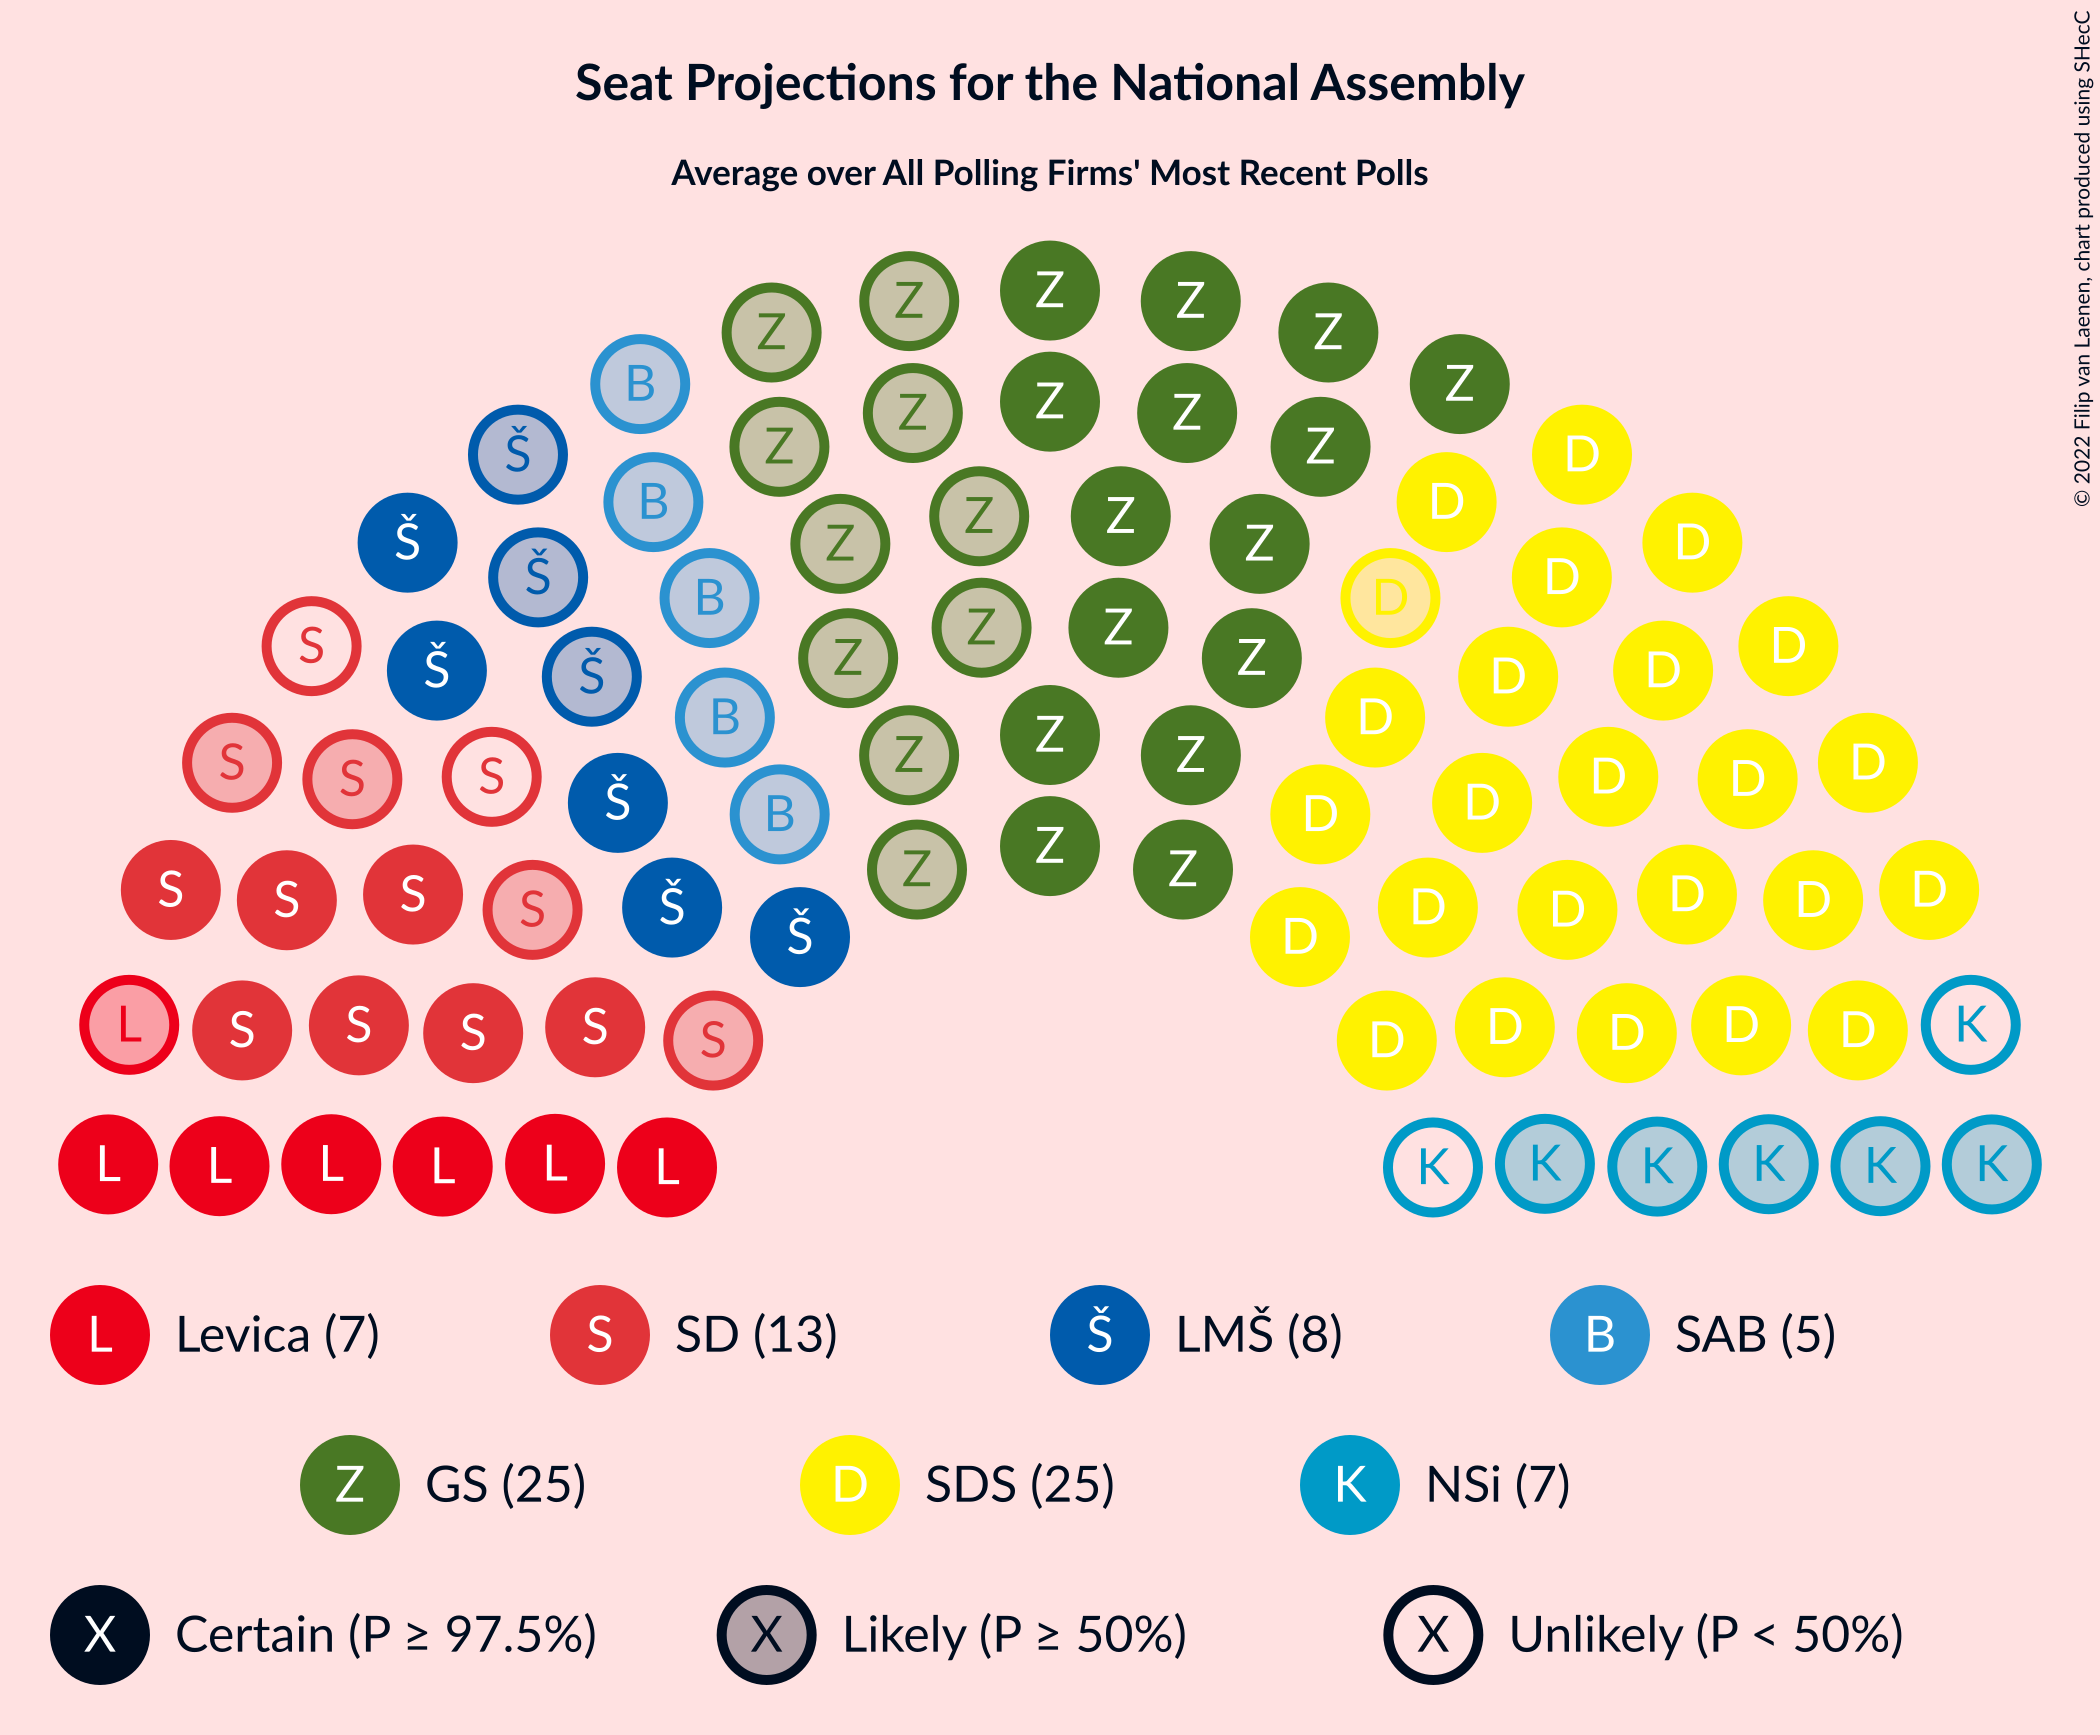 Seat Projections for the National Assembly
Average over All Polling Firms' Most Recent Polls
© 2022 Filip van Laenen, chart produced using SHecC
Z Z Z Z Z Z
B Z Z Z Z Z B
Š B Z Z Z Z D D
Š Š B Z Z Z Z D D D
S Š Š B Z Z Z D D D D
S S S Š B Z Z Z D D D D D
S S S S Š Š D D D D D D
L S S S S S D D D D D K
L L L L L L K K K K K K
L Levica (7) S SD (13) Š LMŠ (8) B SAB (5)
Z GS (25) D SDS (25) K NSi (7)
X Certain (P ≥ 97.5%) X Likely (P ≥ 50%) X Unlikely (P < 50%)